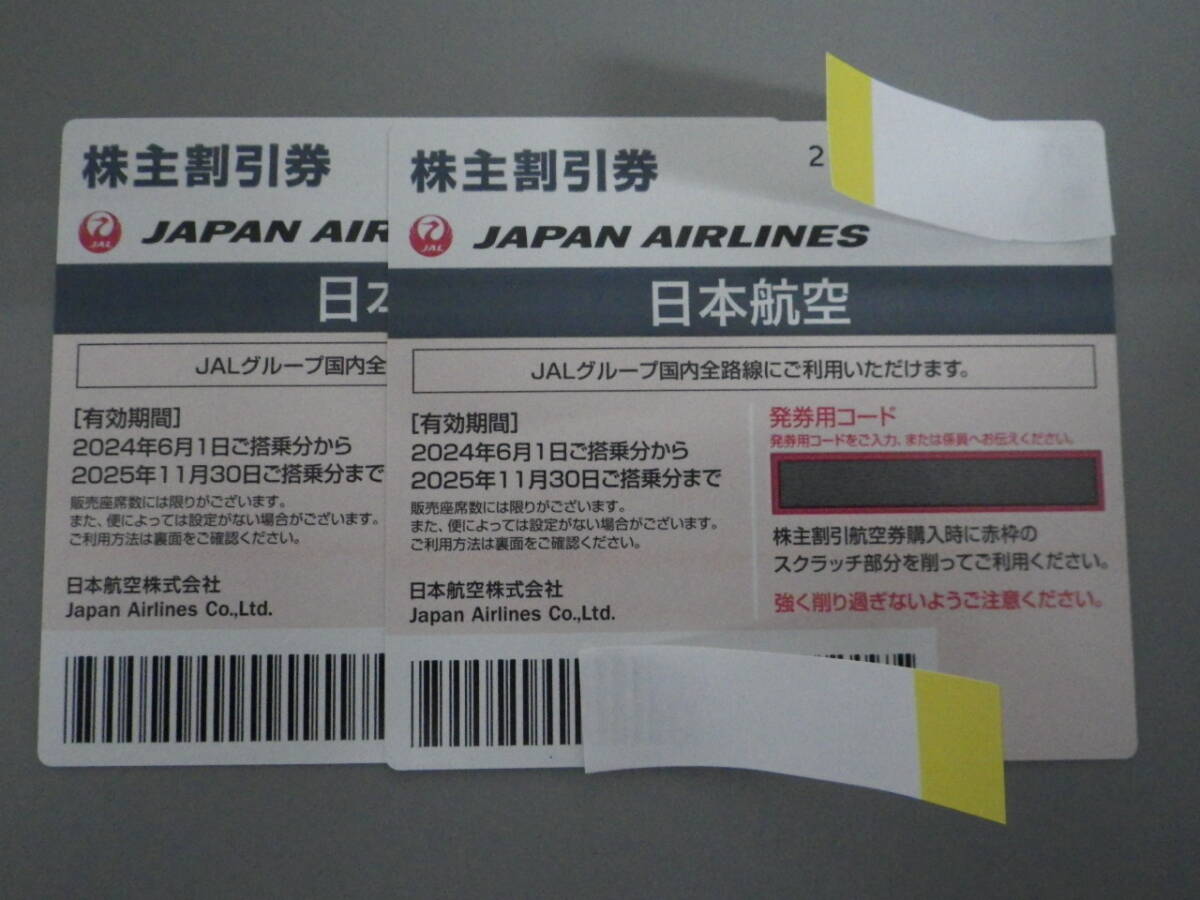 株主割引券
JAL JAPAN AIR
日本
JALグループ国内全
[有効期間]
2024年6月1日ご搭乗分から
2025年11月30日ご搭乗分まで
販売座席数には限りがございます。
また、便によっては設定がない場合がございます。
ご利用方法は裏面をご確認ください。
日本航空株式会社
Japan Airlines Co.,Ltd.
株主割引券
2
JAL JAPAN AIRLINES
日本航空
JALグループ国内全路線にご利用いただけます。
[有効期間]
2024年6月1日ご搭乗分から
2025年11月30日ご搭乗分まで
販売座席数には限りがございます。
また、便によっては設定がない場合がございます。
ご利用方法は裏面をご確認ください。
日本航空株式会社
Japan Airlines Co.,Ltd.
発券用コード
発券用コードをご入力、または係員へお伝えください。
株主割引航空券購入時に赤枠の
スクラッチ部分を削ってご利用ください。
強く削り過ぎないようご注意ください。